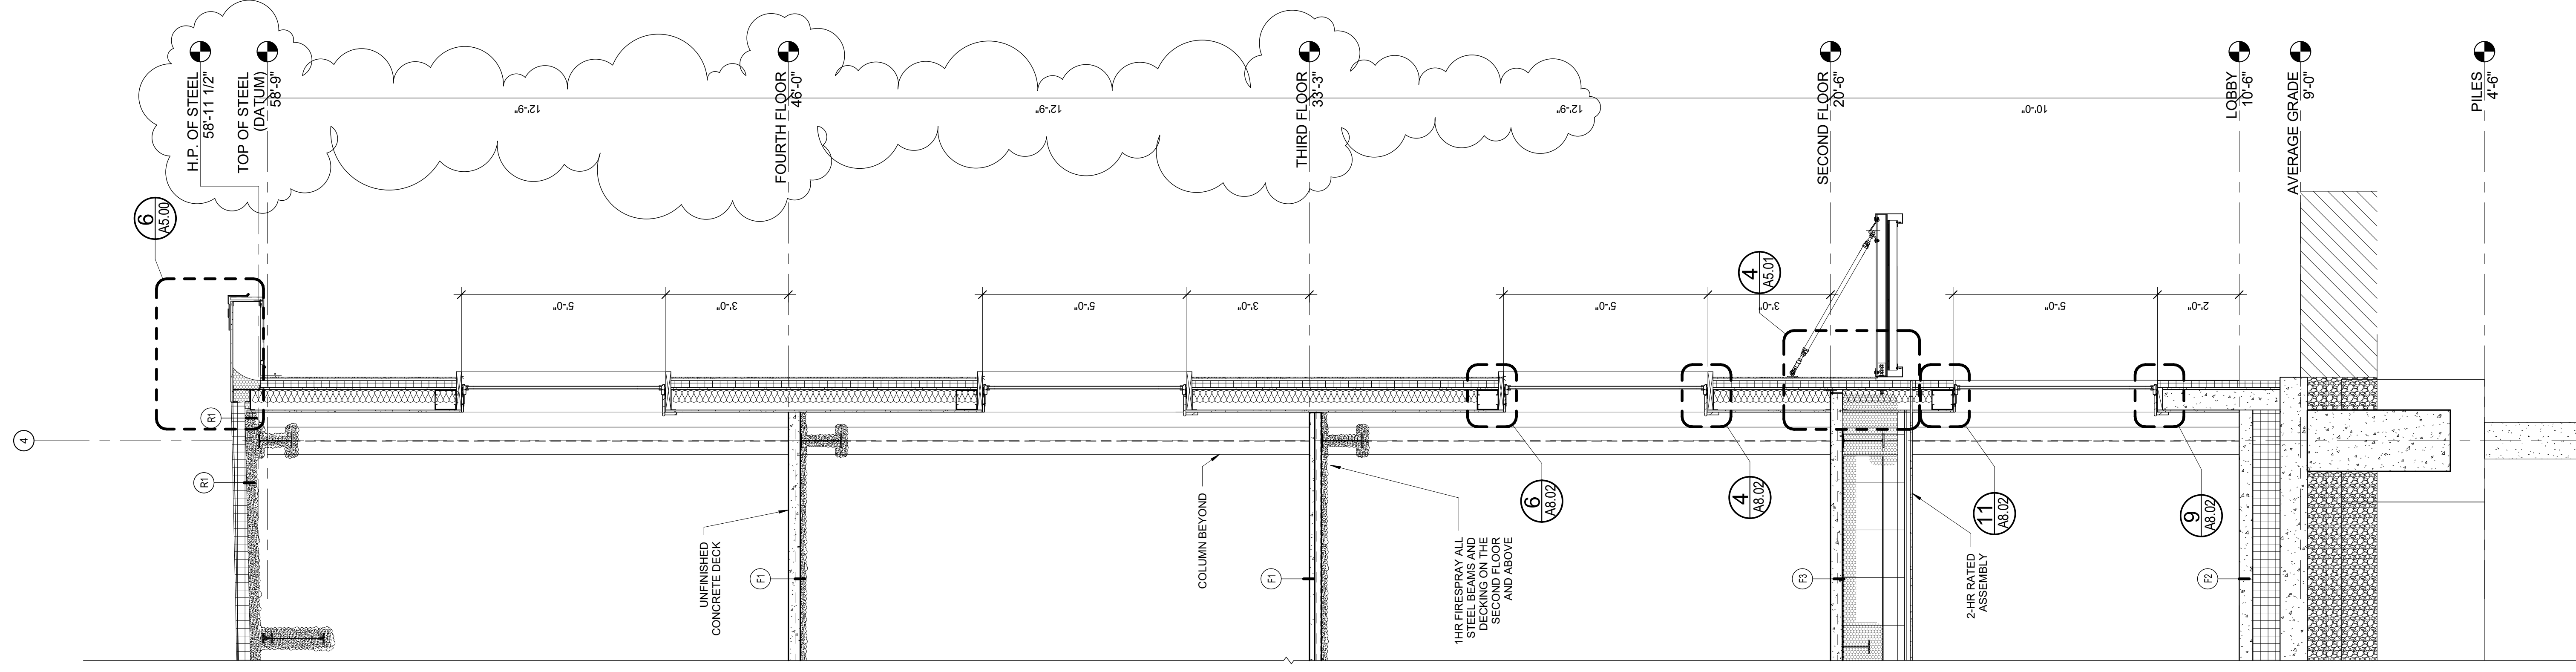 H.P. OF STEEL
58'-11 1/2"
TOP OF STEEL
(DATUM)
58'-9"
12'-9"
FOURTH FLOOR
46'-0"
12'-9"
THIRD FLOOR
33'-3"
12'-9"
SECOND FLOOR
20'-6"
10'-0"
LOBBY
10'-6"
AVERAGE GRADE
9'-0"
PILES
4'-6"
6
A5.00
4
A5.01
5'-0"
3'-0"
5'-0"
3'-0"
5'-0"
3'-0"
5'-0"
2'-0"
4
R1
R1
UNFINISHED
CONCRETE DECK
F1
COLUMN BEYOND
F1
1HR FIRESPRAY ALL
STEEL BEAMS AND
DECKING ON THE
SECOND FLOOR
AND ABOVE
6
A8.02
4
A8.02
F3
2-HR RATED
ASSEMBLY
11
A8.02
9
A8.02
F2